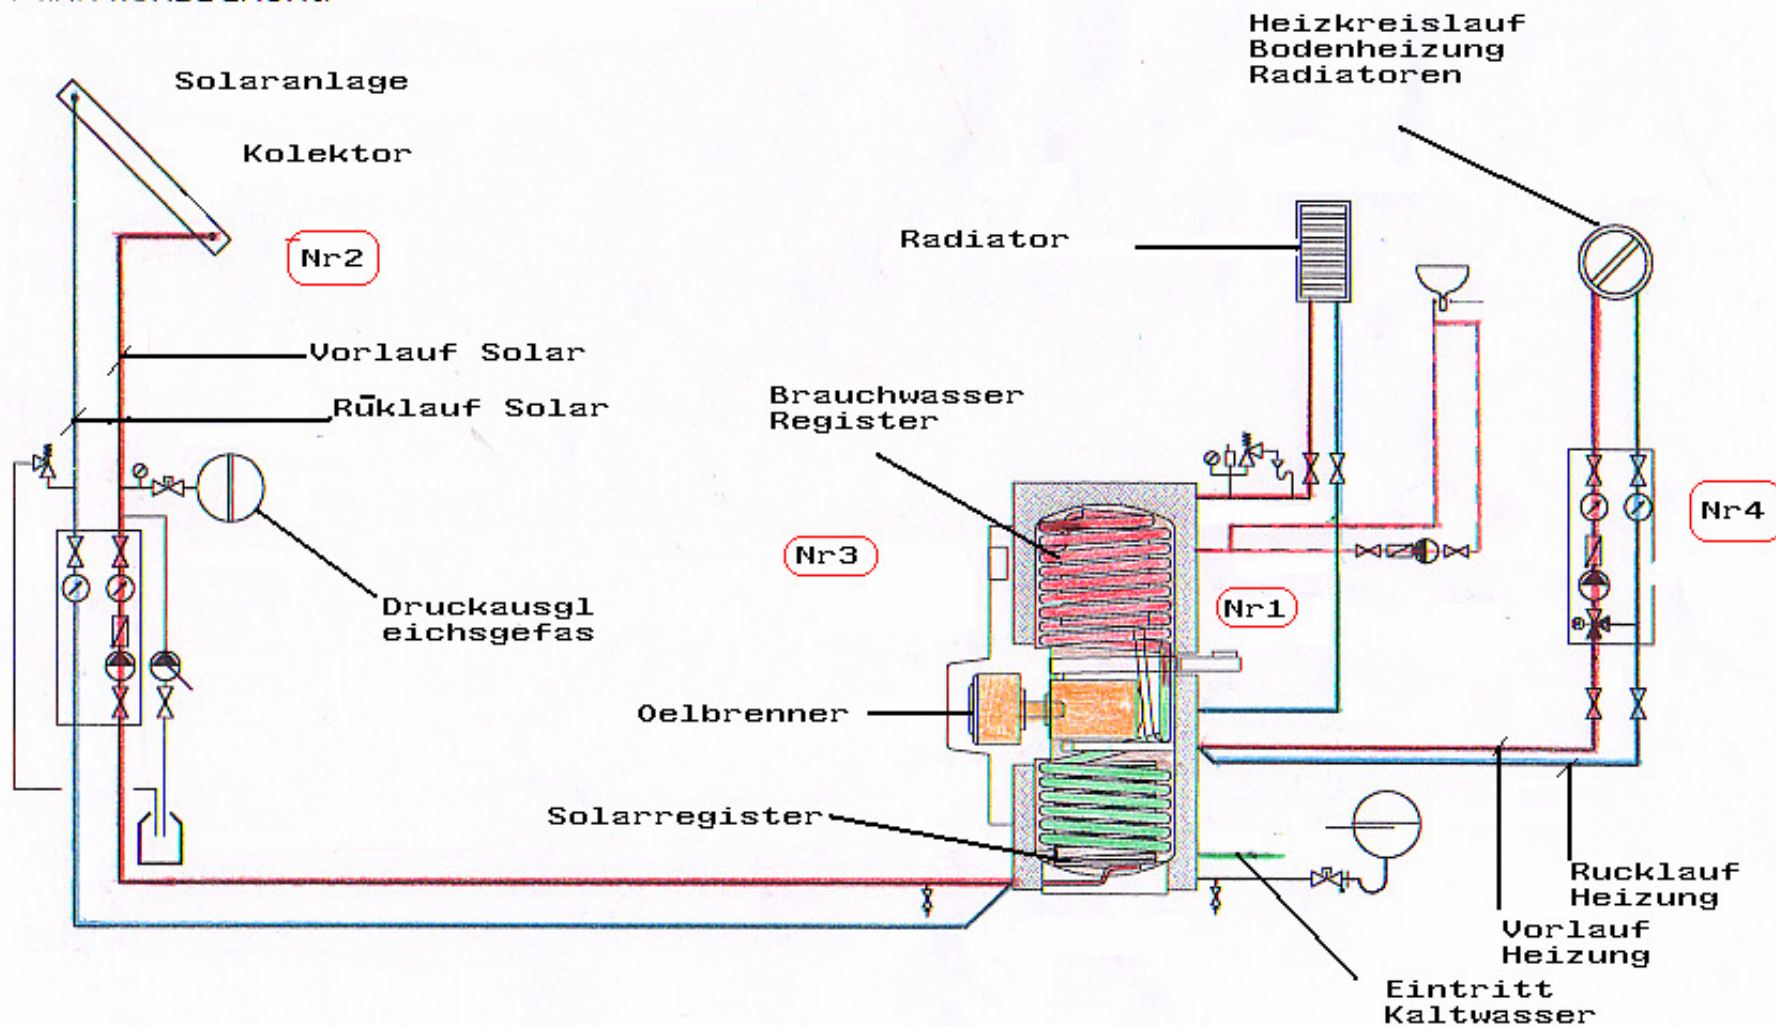 Heizkreislauf
Bodenheizung
Radiatoren
Solaranlage
Kolektor
Nr2
Radiator
Vorlauf Solar
Rūklauf Solar
Brauchwasser
Register
Nr4
Nr3
Druckausgl
eichsgefas
Nr1
Oelbrenner
Solarregister
Rucklauf
Heizung
Vorlauf
Heizung
Eintritt
Kaltwasser